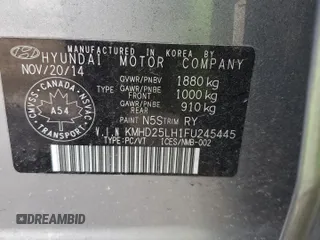 MANUFACTURED IN KOREA BY
HYUNDAI MOTOR COMPANY
NOV/20/14
GVWR/PNBV 1880 kg
GAWR/PNBE FRONT 1000 kg
GAWR/PNBE REAR 910 kg
PAINT N5S TRIM RY
V.I.N KMHD25LH1FU245445
TYPE:PC/VT ICES/NMB-002
CANADA
CMVSS
ASVAC
NSVAC
A54
TRANSPORT
DREAMBID